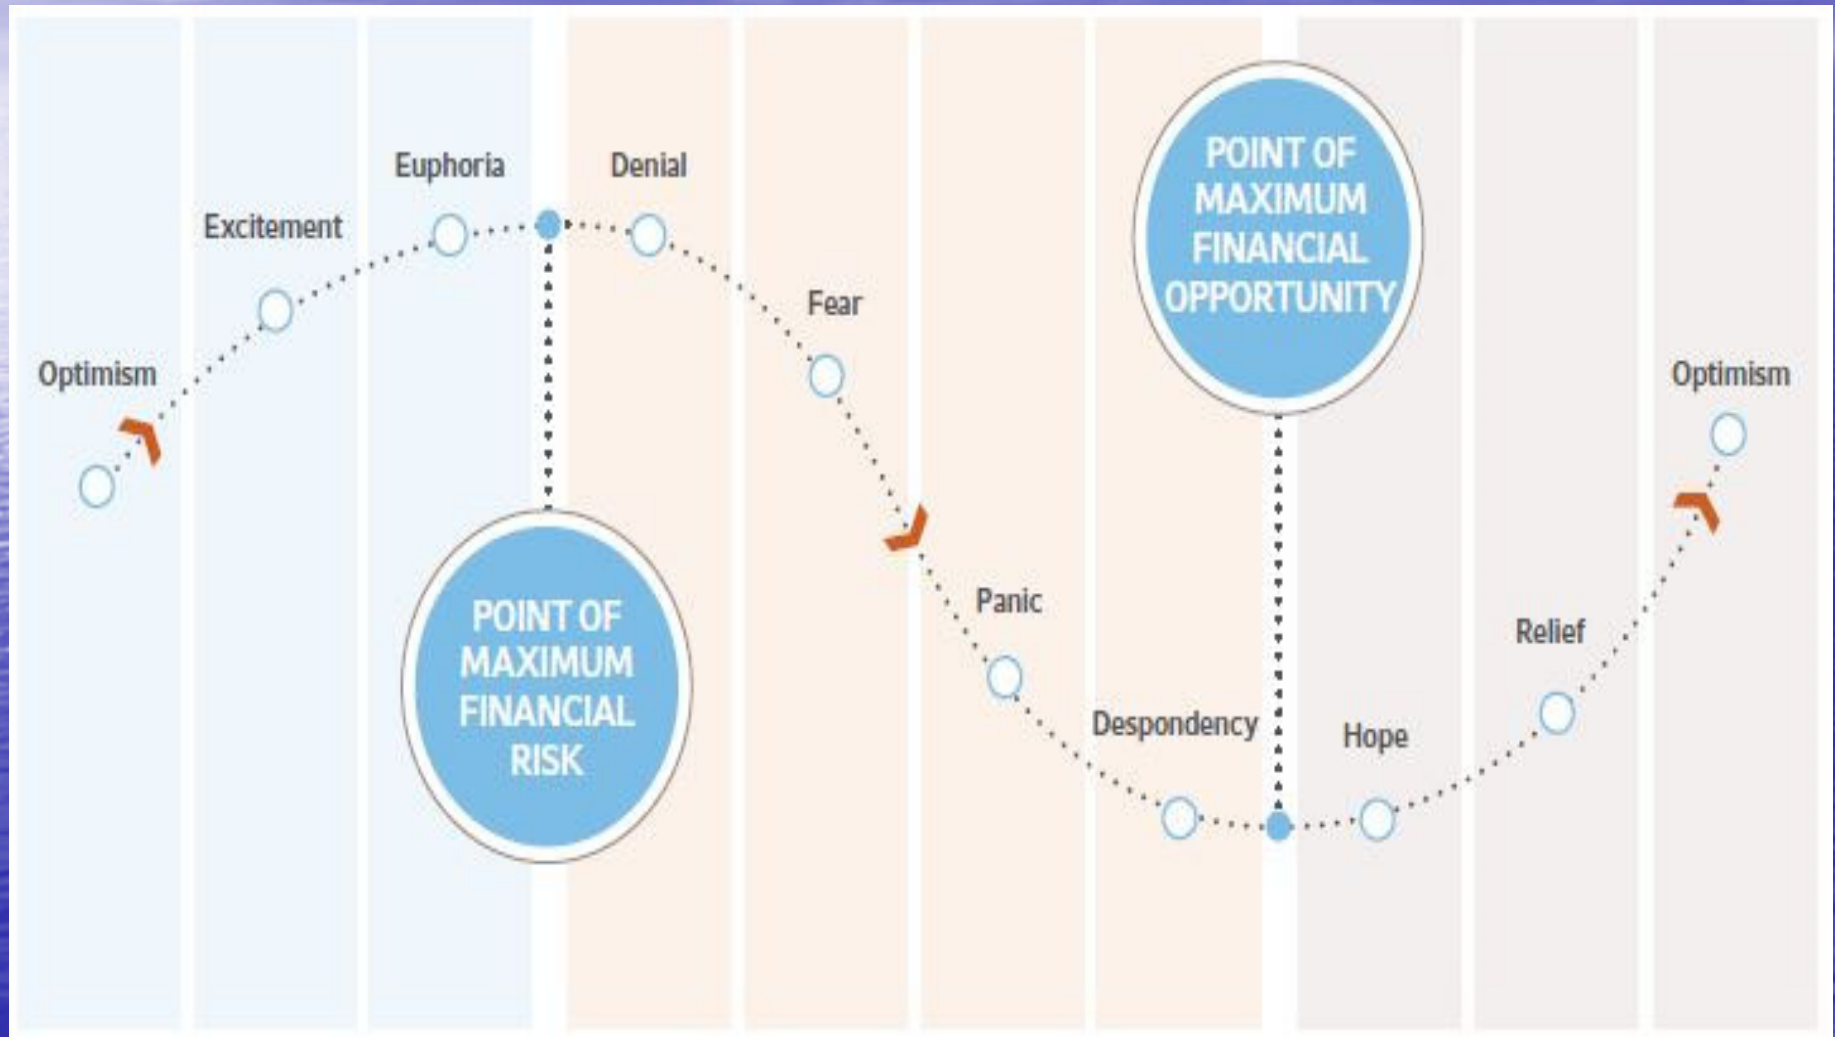 Optimism
Excitement
Euphoria
Denial
Fear
Panic
Despondency
Hope
Relief
Optimism
POINT OF
MAXIMUM
FINANCIAL
RISK
POINT OF
MAXIMUM
FINANCIAL
OPPORTUNITY